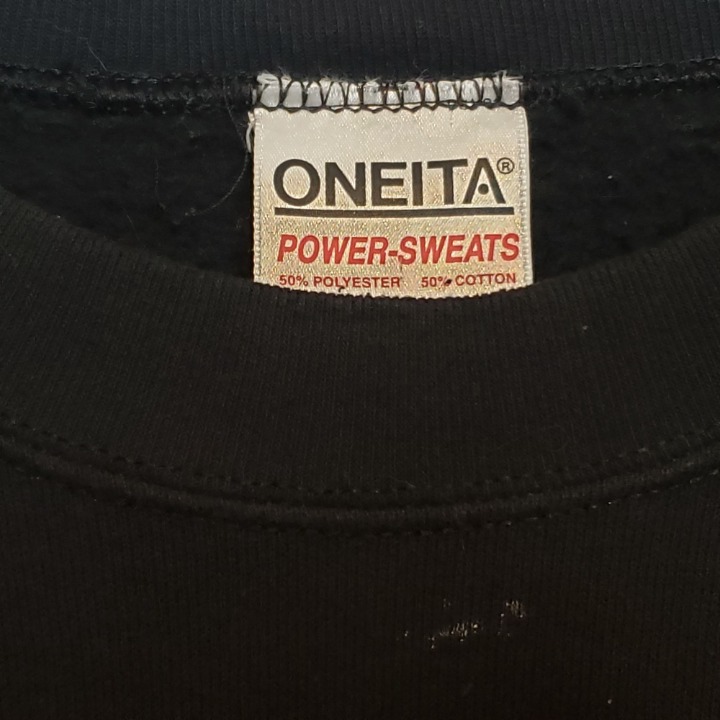 ONEITA®
POWER-SWEATS
50% POLYESTER 50% COTTON